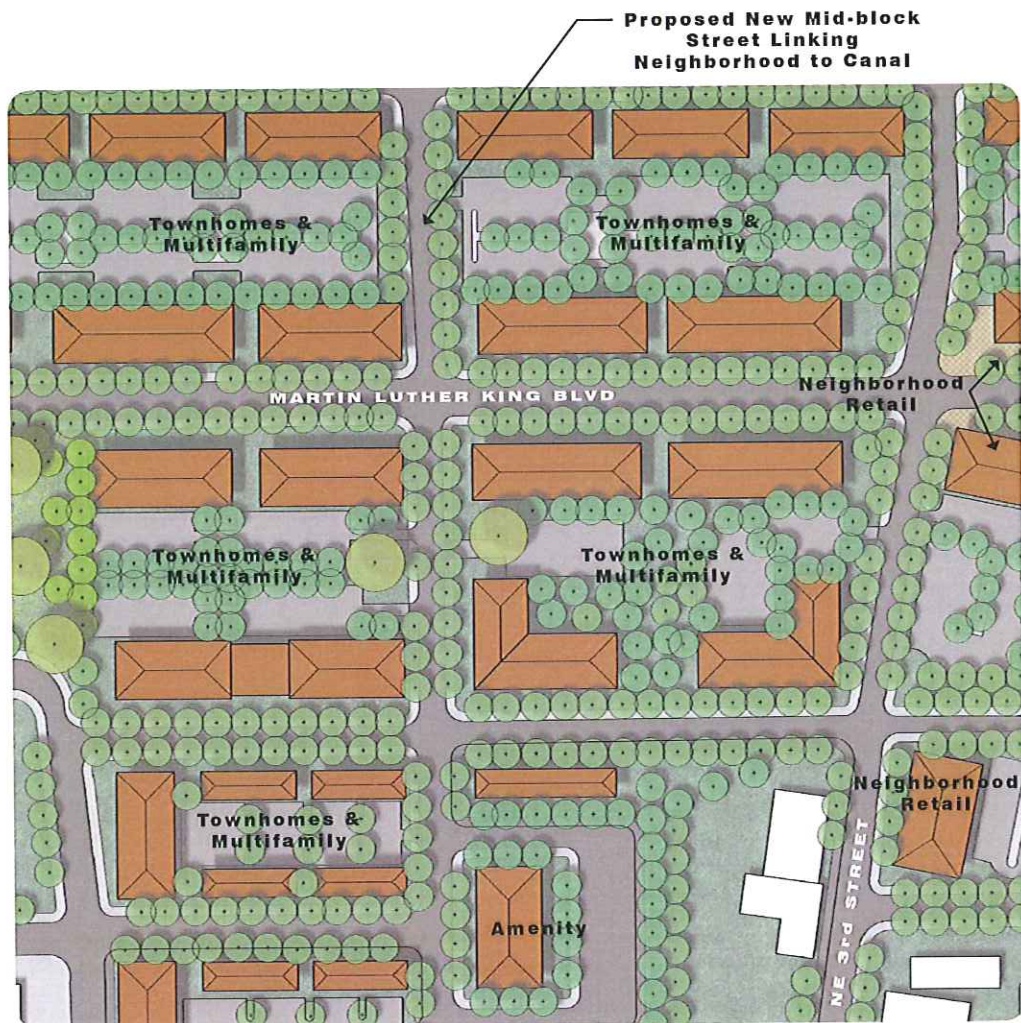 Proposed New Mid-block
Street Linking
Neighborhood to Canal
Townhomes &
Multifamily
Townhomes &
Multifamily
MARTIN LUTHER KING BLVD
Neighborhood
Retail
Townhomes &
Multifamily
Townhomes &
Multifamily
Neighborhood
Retail
Townhomes &
Multifamily
Amenity
NE 3rd STREET